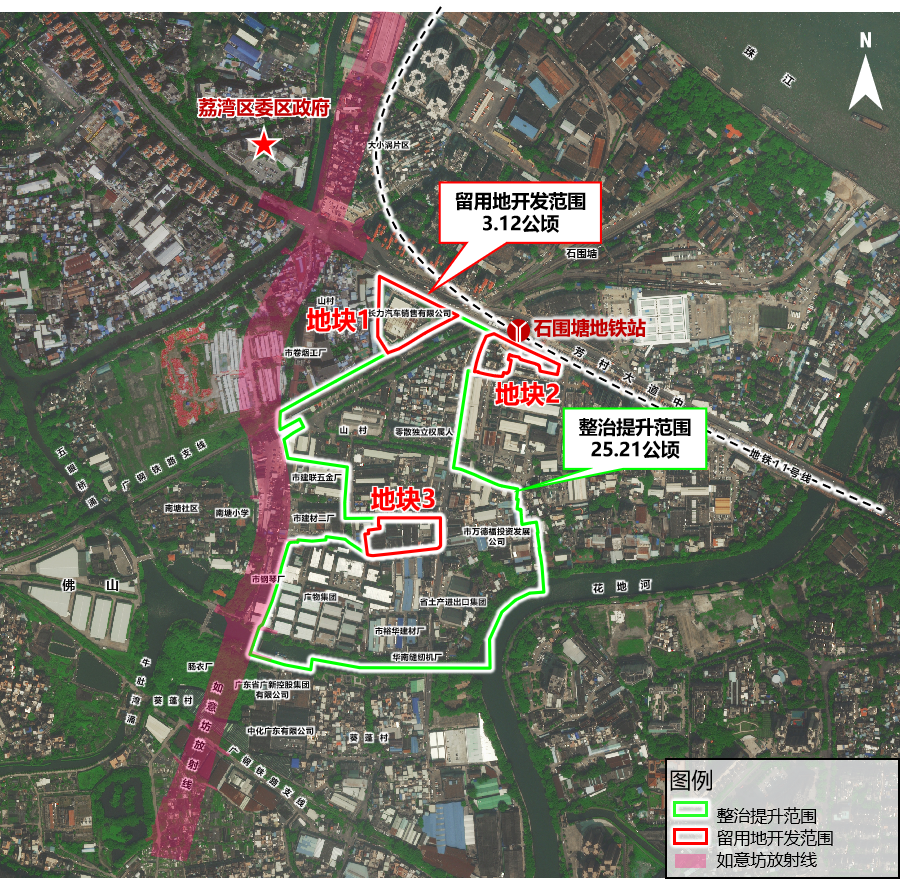 珠江
N
荔湾区委区政府
大小涡片区
留用地开发范围
3.12公顷
石围塘
山村
长力汽车销售有限公司
地块1
石围塘地铁站
市卷烟工厂
芳村大道中
地块2
整治提升范围
25.21公顷
山村
零散独立权属人
五眼桥涌
广钢铁路支线
地铁11号线
市建联五金厂
地块3
南塘社区
南塘小学
市建材二厂
市万德福投资发展
公司
佛山
市钢琴厂
花地河
广物集团
省土产进出口集团
市裕华建材厂
华南缝纫机厂
牛肚湾涌
肠衣厂
葵蓬村
如意坊放射线
广东省广新控股集团
有限公司
中化广东有限公司
葵蓬村
广钢铁路支线
图例
整治提升范围
留用地开发范围
如意坊放射线